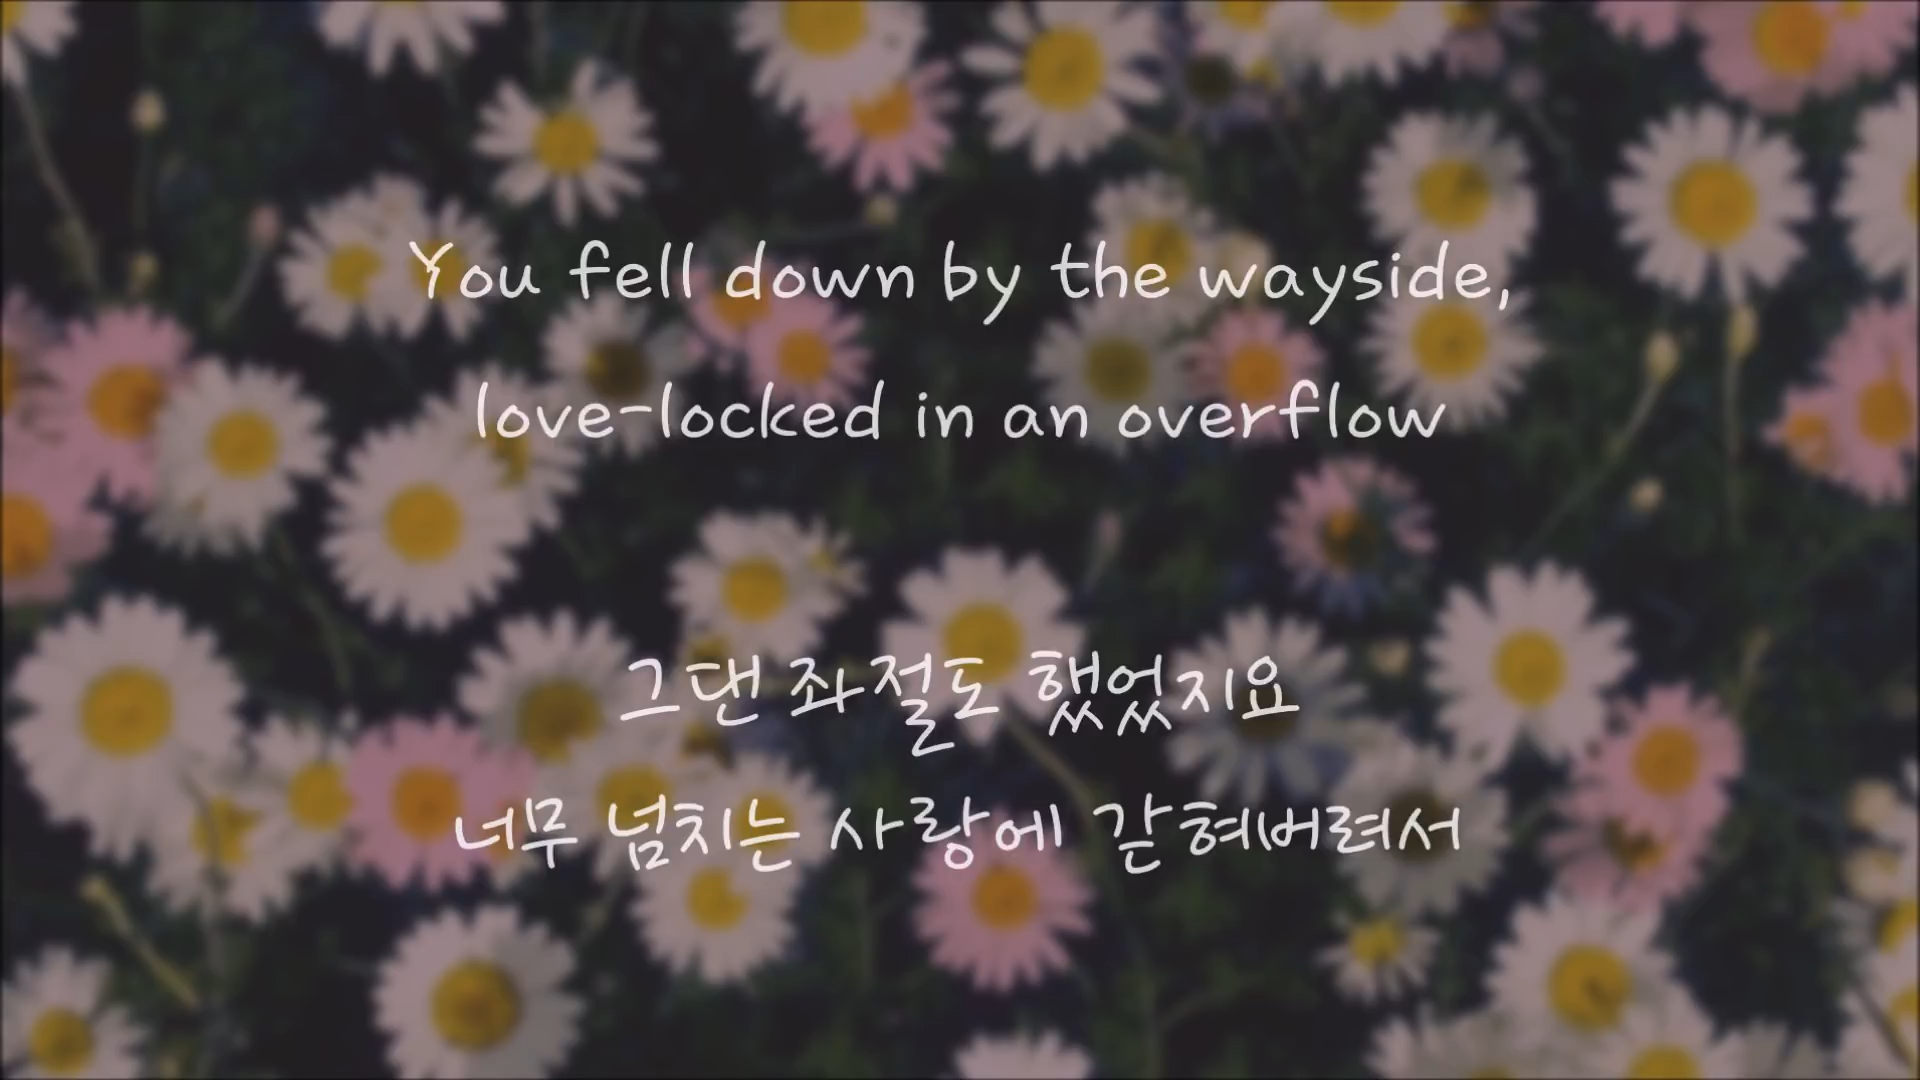 You fell down by the wayside,
love-locked in an overflow
그댄 좌절도 했었지요
너무 넘치는 사랑에 갇혀버려서